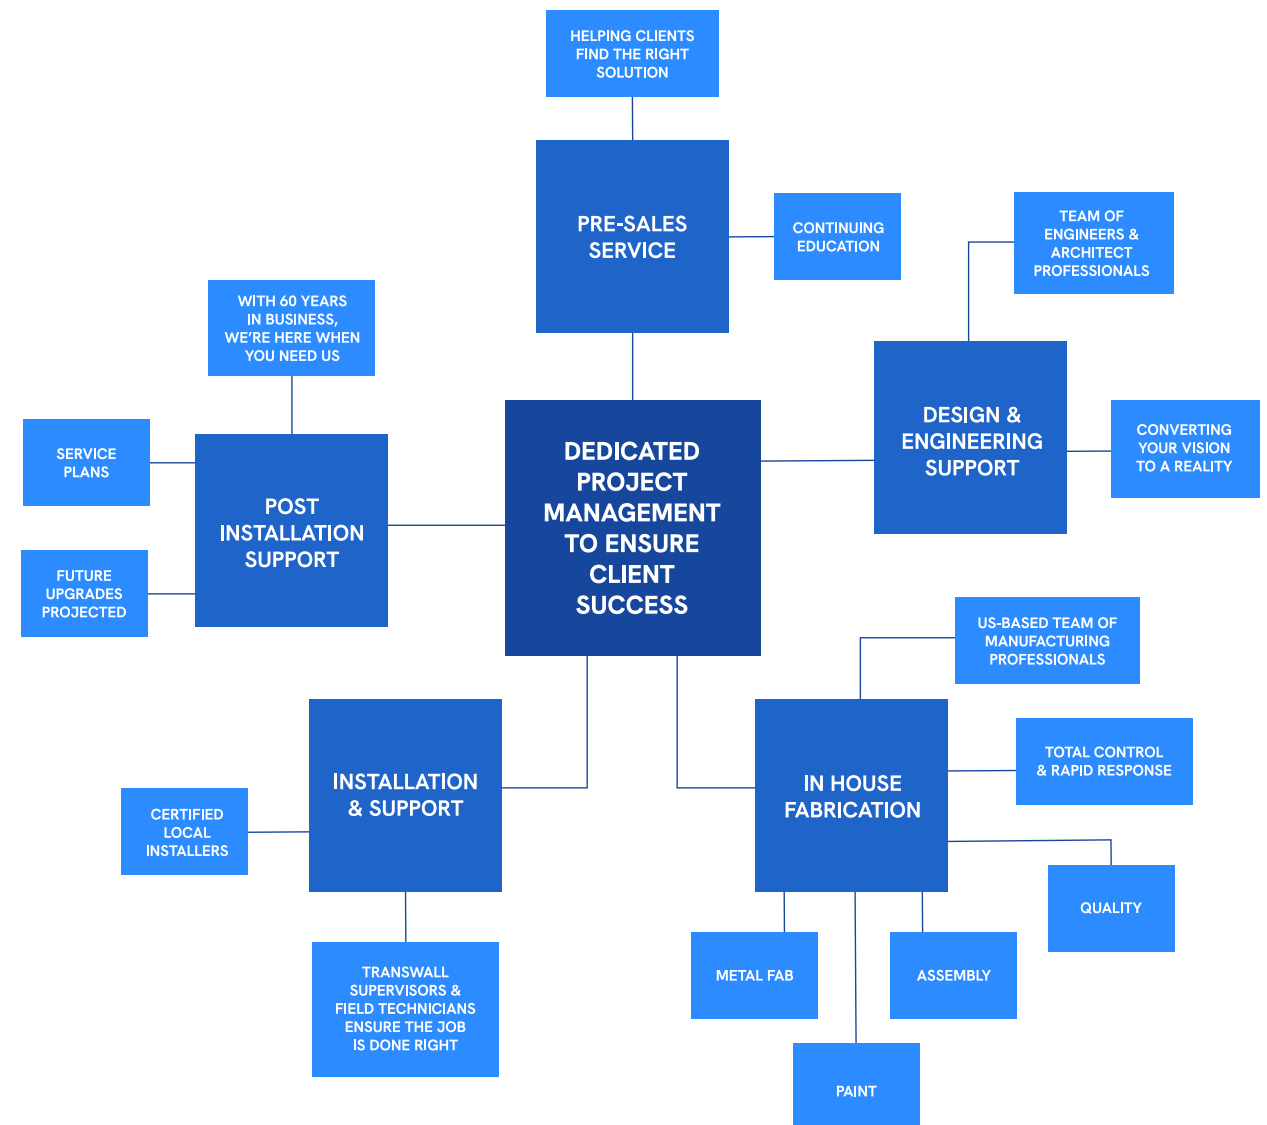 HELPING CLIENTS
FIND THE RIGHT
SOLUTION
PRE-SALES
SERVICE
CONTINUING
EDUCATION
TEAM OF
ENGINEERS &
ARCHITECT
PROFESSIONALS
WITH 60 YEARS
IN BUSINESS,
WE’RE HERE WHEN
YOU NEED US
DESIGN &
ENGINEERING
SUPPORT
CONVERTING
YOUR VISION
TO A REALITY
SERVICE
PLANS
POST
INSTALLATION
SUPPORT
DEDICATED
PROJECT
MANAGEMENT
TO ENSURE
CLIENT
SUCCESS
FUTURE
UPGRADES
PROJECTED
US-BASED TEAM OF
MANUFACTURING
PROFESSIONALS
INSTALLATION
& SUPPORT
IN HOUSE
FABRICATION
TOTAL CONTROL
& RAPID RESPONSE
CERTIFIED
LOCAL
INSTALLERS
QUALITY
TRANSWALL
SUPERVISORS &
FIELD TECHNICIANS
ENSURE THE JOB
IS DONE RIGHT
METAL FAB
ASSEMBLY
PAINT